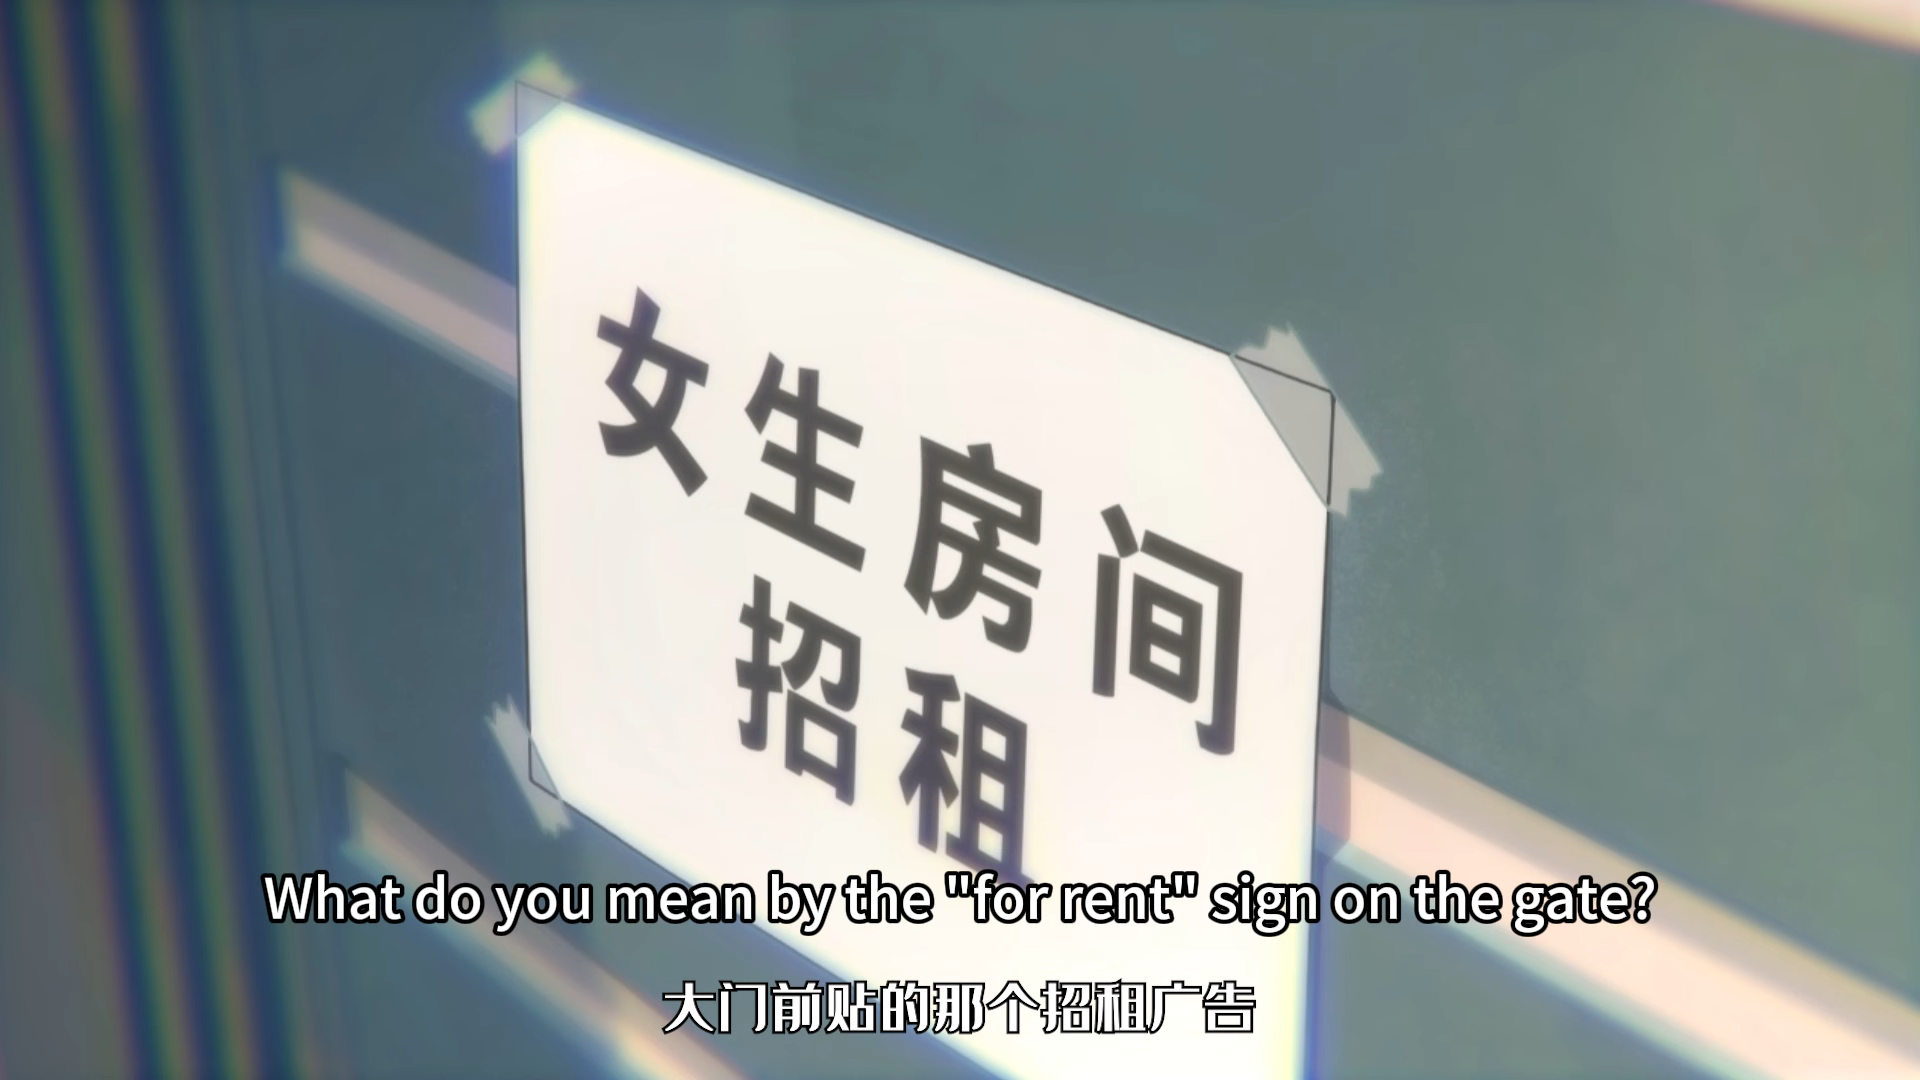 女生房间
招租
What do you mean by the "for rent" sign on the gate?
大门前贴的那个招租广告